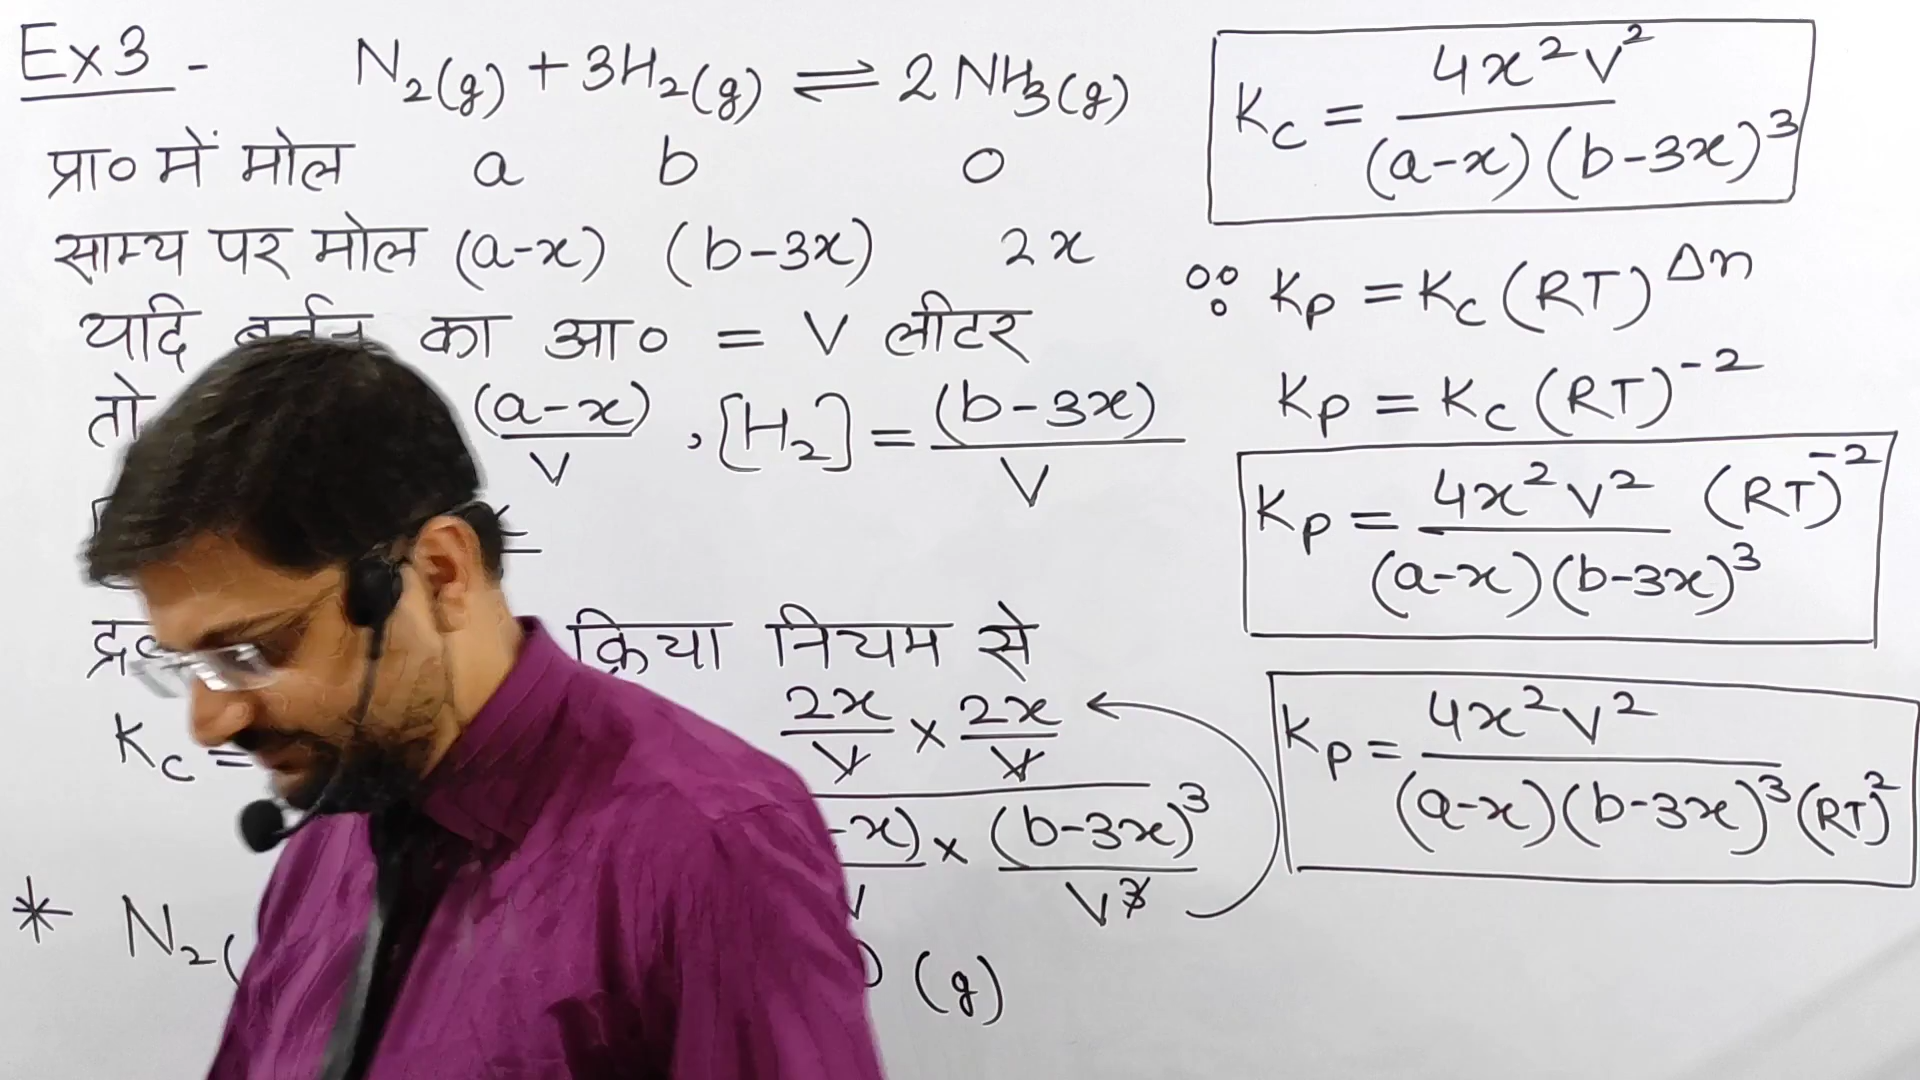 Ex3 - N₂(g) + 3H₂(g) ⇌ 2NH₃(g)
प्रा० में मोल a b 0
साम्य पर मोल (a-x) (b-3x) 2x
यदि बर्तन का आ० = V लीटर
तो (a-x)/V , [H₂] = (b-3x)/V
क्रिया नियम से
Kc = 2x/V × 2x/V
-x) × (b-3x)³
V V³
* N₂( (g)
Kc = 4x²V² / (a-x)(b-3x)³
∵ Kp = Kc (RT)^Δn
Kp = Kc (RT)⁻²
Kp = 4x²V² / (a-x)(b-3x)³ (RT)⁻²
Kp = 4x²V² / (a-x)(b-3x)³(RT)²